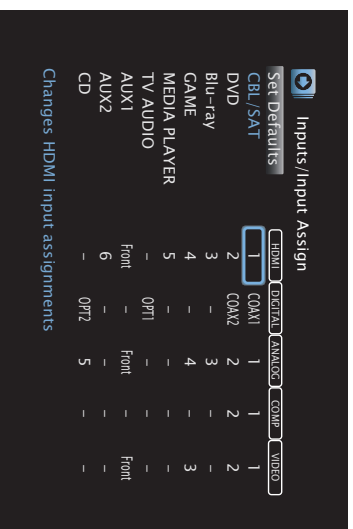 Inputs/Input Assign
Set Defaults HDMI DIGITAL ANALOG COMP VIDEO
CBL/SAT 1 COAX1 1 1 1
DVD 2 COAX2 2 2 2
Blu-ray 3 – 3 – –
GAME 4 – 4 – 3
MEDIA PLAYER 5 – – – –
TV AUDIO – OPT1 – – –
AUX1 Front – Front – Front
AUX2 6 – – – –
CD – OPT2 5 – –
Changes HDMI input assignments